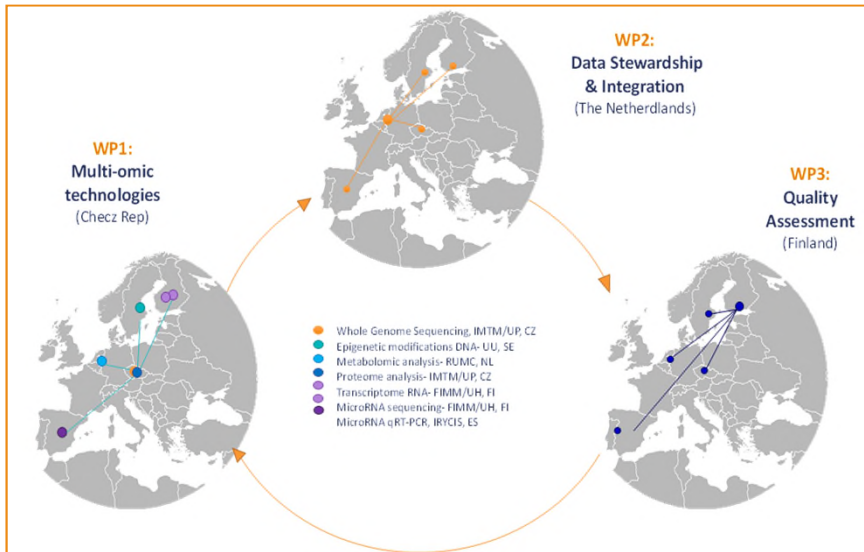 WP2:
Data Stewardship
& Integration
(The Netherdlands)
WP1:
Multi-omic
technologies
(Checz Rep)
WP3:
Quality
Assessment
(Finland)
Whole Genome Sequencing, IMTM/UP, CZ
Epigenetic modifications DNA- UU, SE
Metabolomic analysis- RUMC, NL
Proteome analysis- IMTM/UP, CZ
Transcriptome RNA- FIMM/UH, FI
MicroRNA sequencing- FIMM/UH, FI
MicroRNA qRT-PCR, IRYCIS, ES